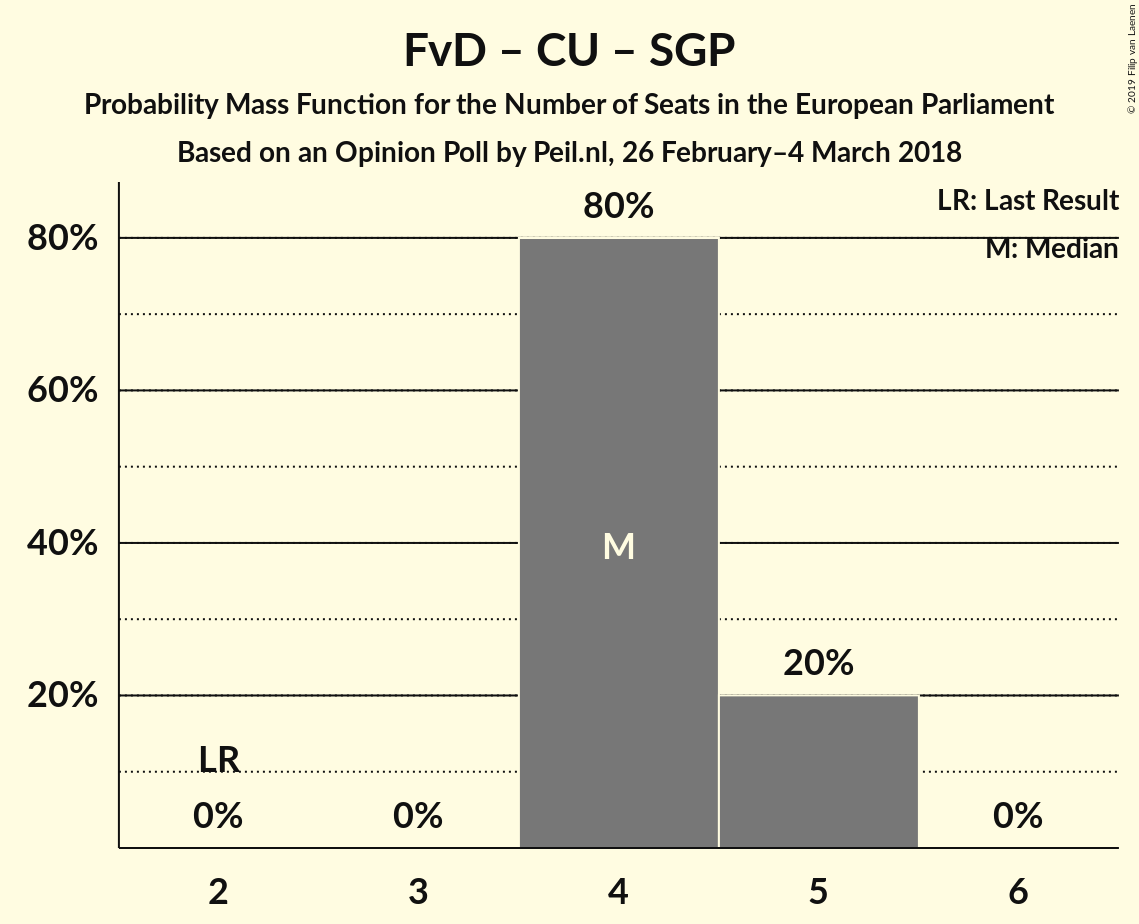 FvD – CU – SGP
Probability Mass Function for the Number of Seats in the European Parliament
Based on an Opinion Poll by Peil.nl, 26 February–4 March 2018
© 2019 Filip van Laenen
LR: Last Result
M: Median
80%
60%
40%
20%
LR
0%
0%
80%
M
20%
0%
2
3
4
5
6